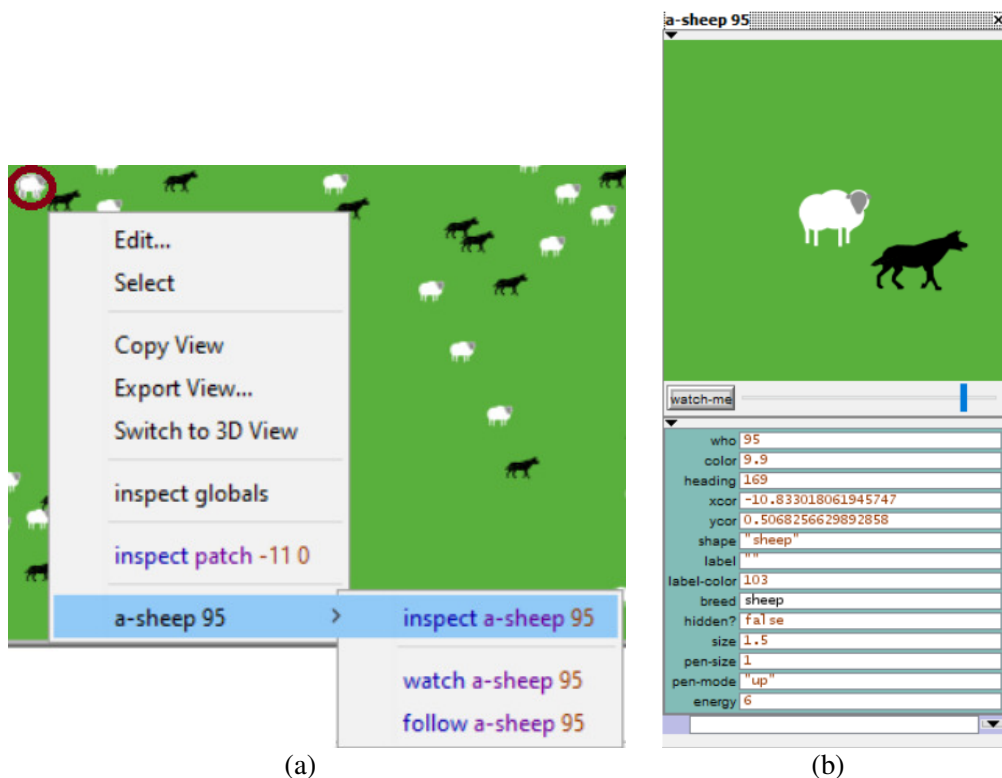 Edit...
Select
Copy View
Export View...
Switch to 3D View
inspect globals
inspect patch -11 0
a-sheep 95 >
inspect a-sheep 95
watch a-sheep 95
follow a-sheep 95
(a)
a-sheep 95
watch-me
who 95
color 9.9
heading 169
xcor -10.833018061945747
ycor 0.5068256629892858
shape "sheep"
label ""
label-color 103
breed sheep
hidden? false
size 1.5
pen-size 1
pen-mode "up"
energy 6
(b)